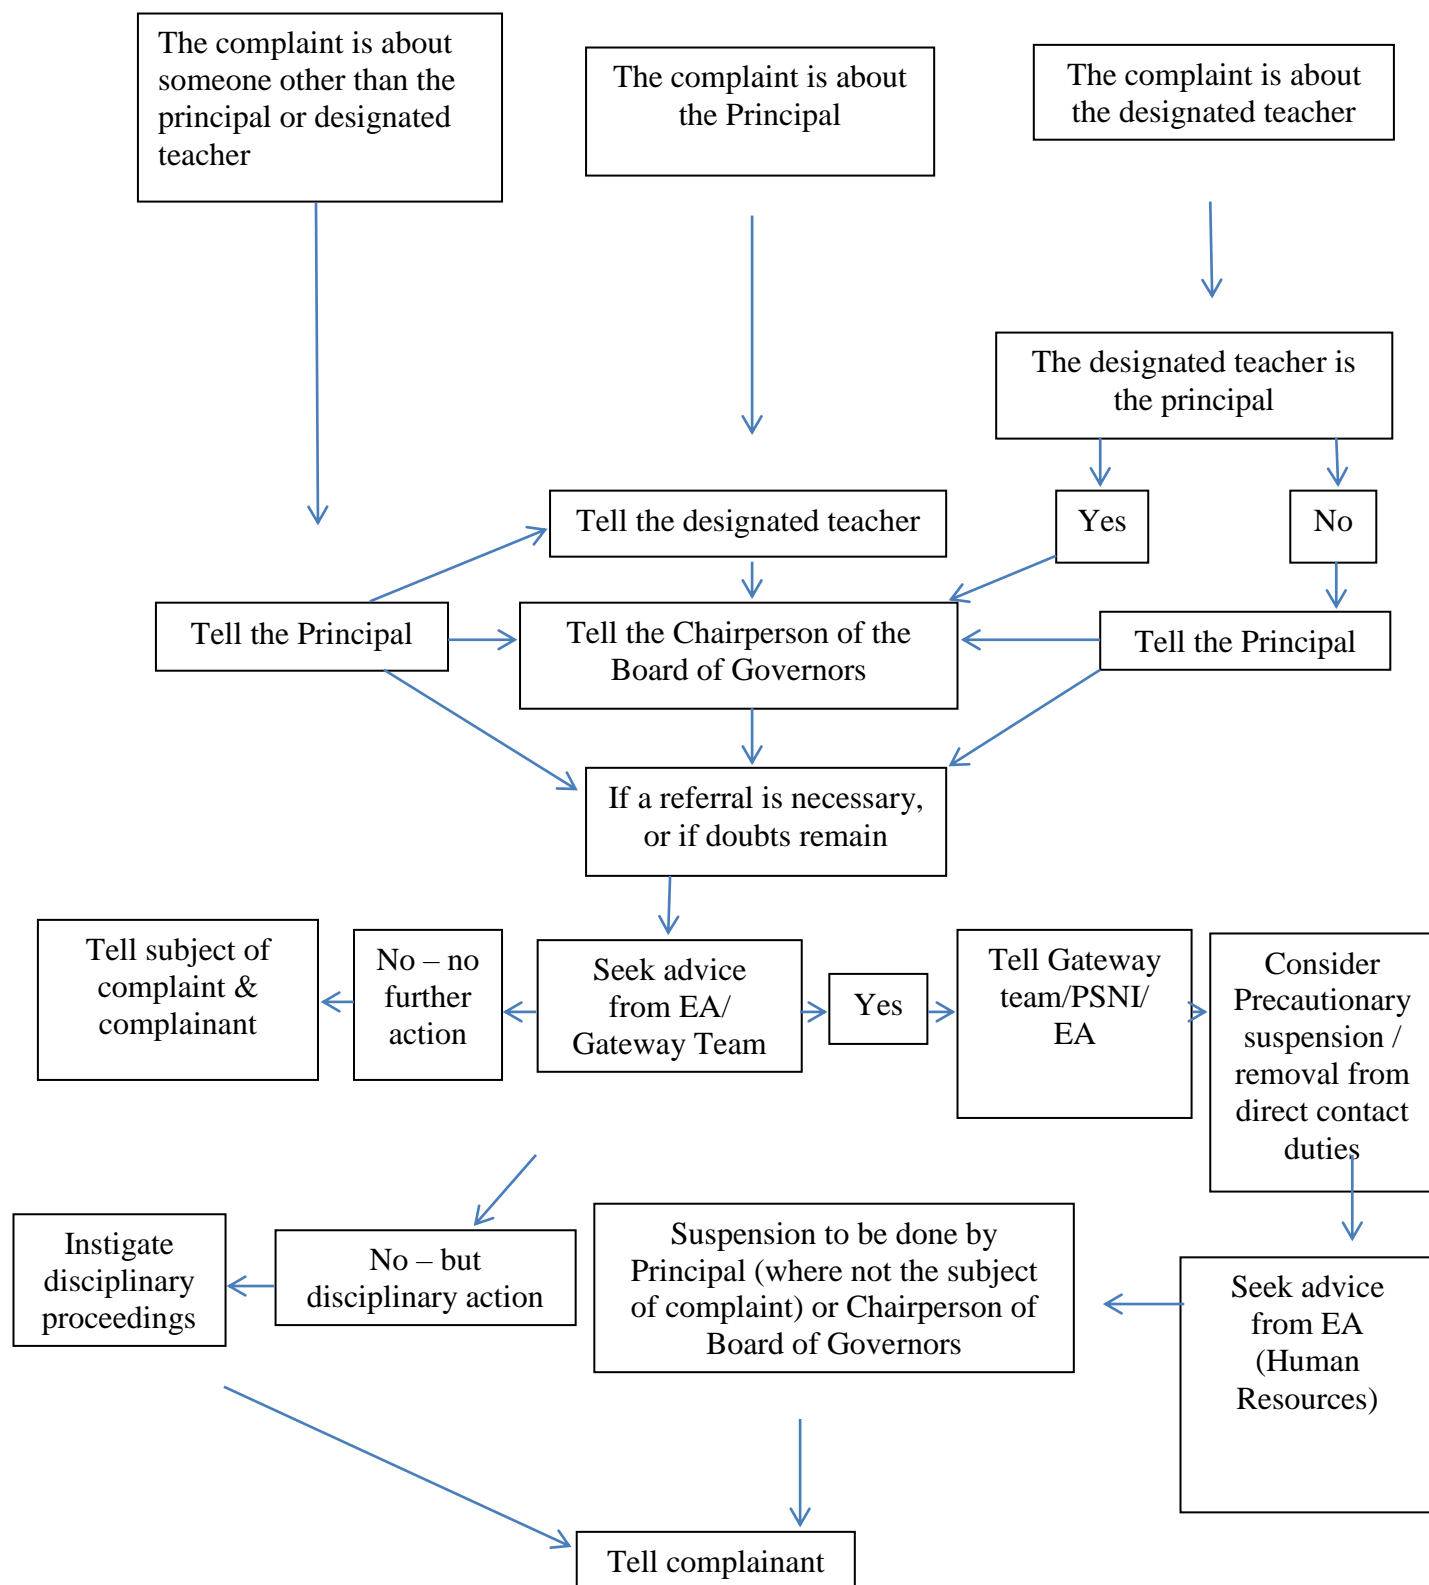 The complaint is about
someone other than the
principal or designated
teacher
The complaint is about
the Principal
The complaint is about
the designated teacher
The designated teacher is
the principal
Tell the designated teacher
Yes
No
Tell the Principal
Tell the Chairperson of the
Board of Governors
Tell the Principal
If a referral is necessary,
or if doubts remain
Tell subject of
complaint &
complainant
No – no
further
action
Seek advice
from EA/
Gateway Team
Yes
Tell Gateway
team/PSNI/
EA
Consider
Precautionary
suspension /
removal from
direct contact
duties
Instigate
disciplinary
proceedings
No – but
disciplinary action
Suspension to be done by
Principal (where not the subject
of complaint) or Chairperson of
Board of Governors
Seek advice
from EA
(Human
Resources)
Tell complainant